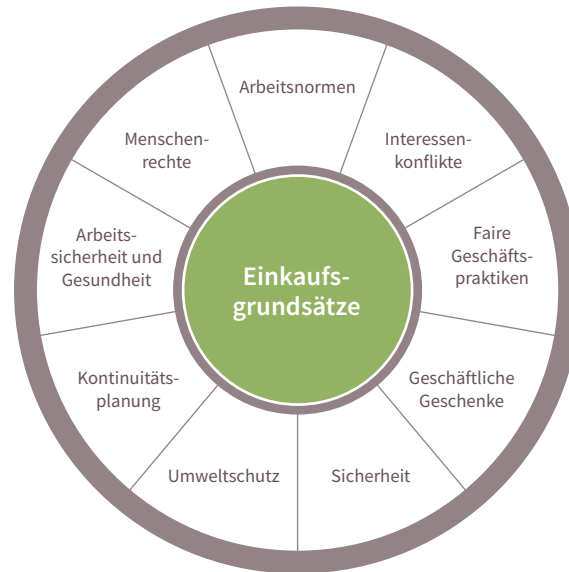 Arbeitsnormen
Interessen-
konflikte
Faire
Geschäfts-
praktiken
Geschäftliche
Geschenke
Sicherheit
Umweltschutz
Kontinuitäts-
planung
Arbeits-
sicherheit und
Gesundheit
Menschen-
rechte
Einkaufs-
grundsätze